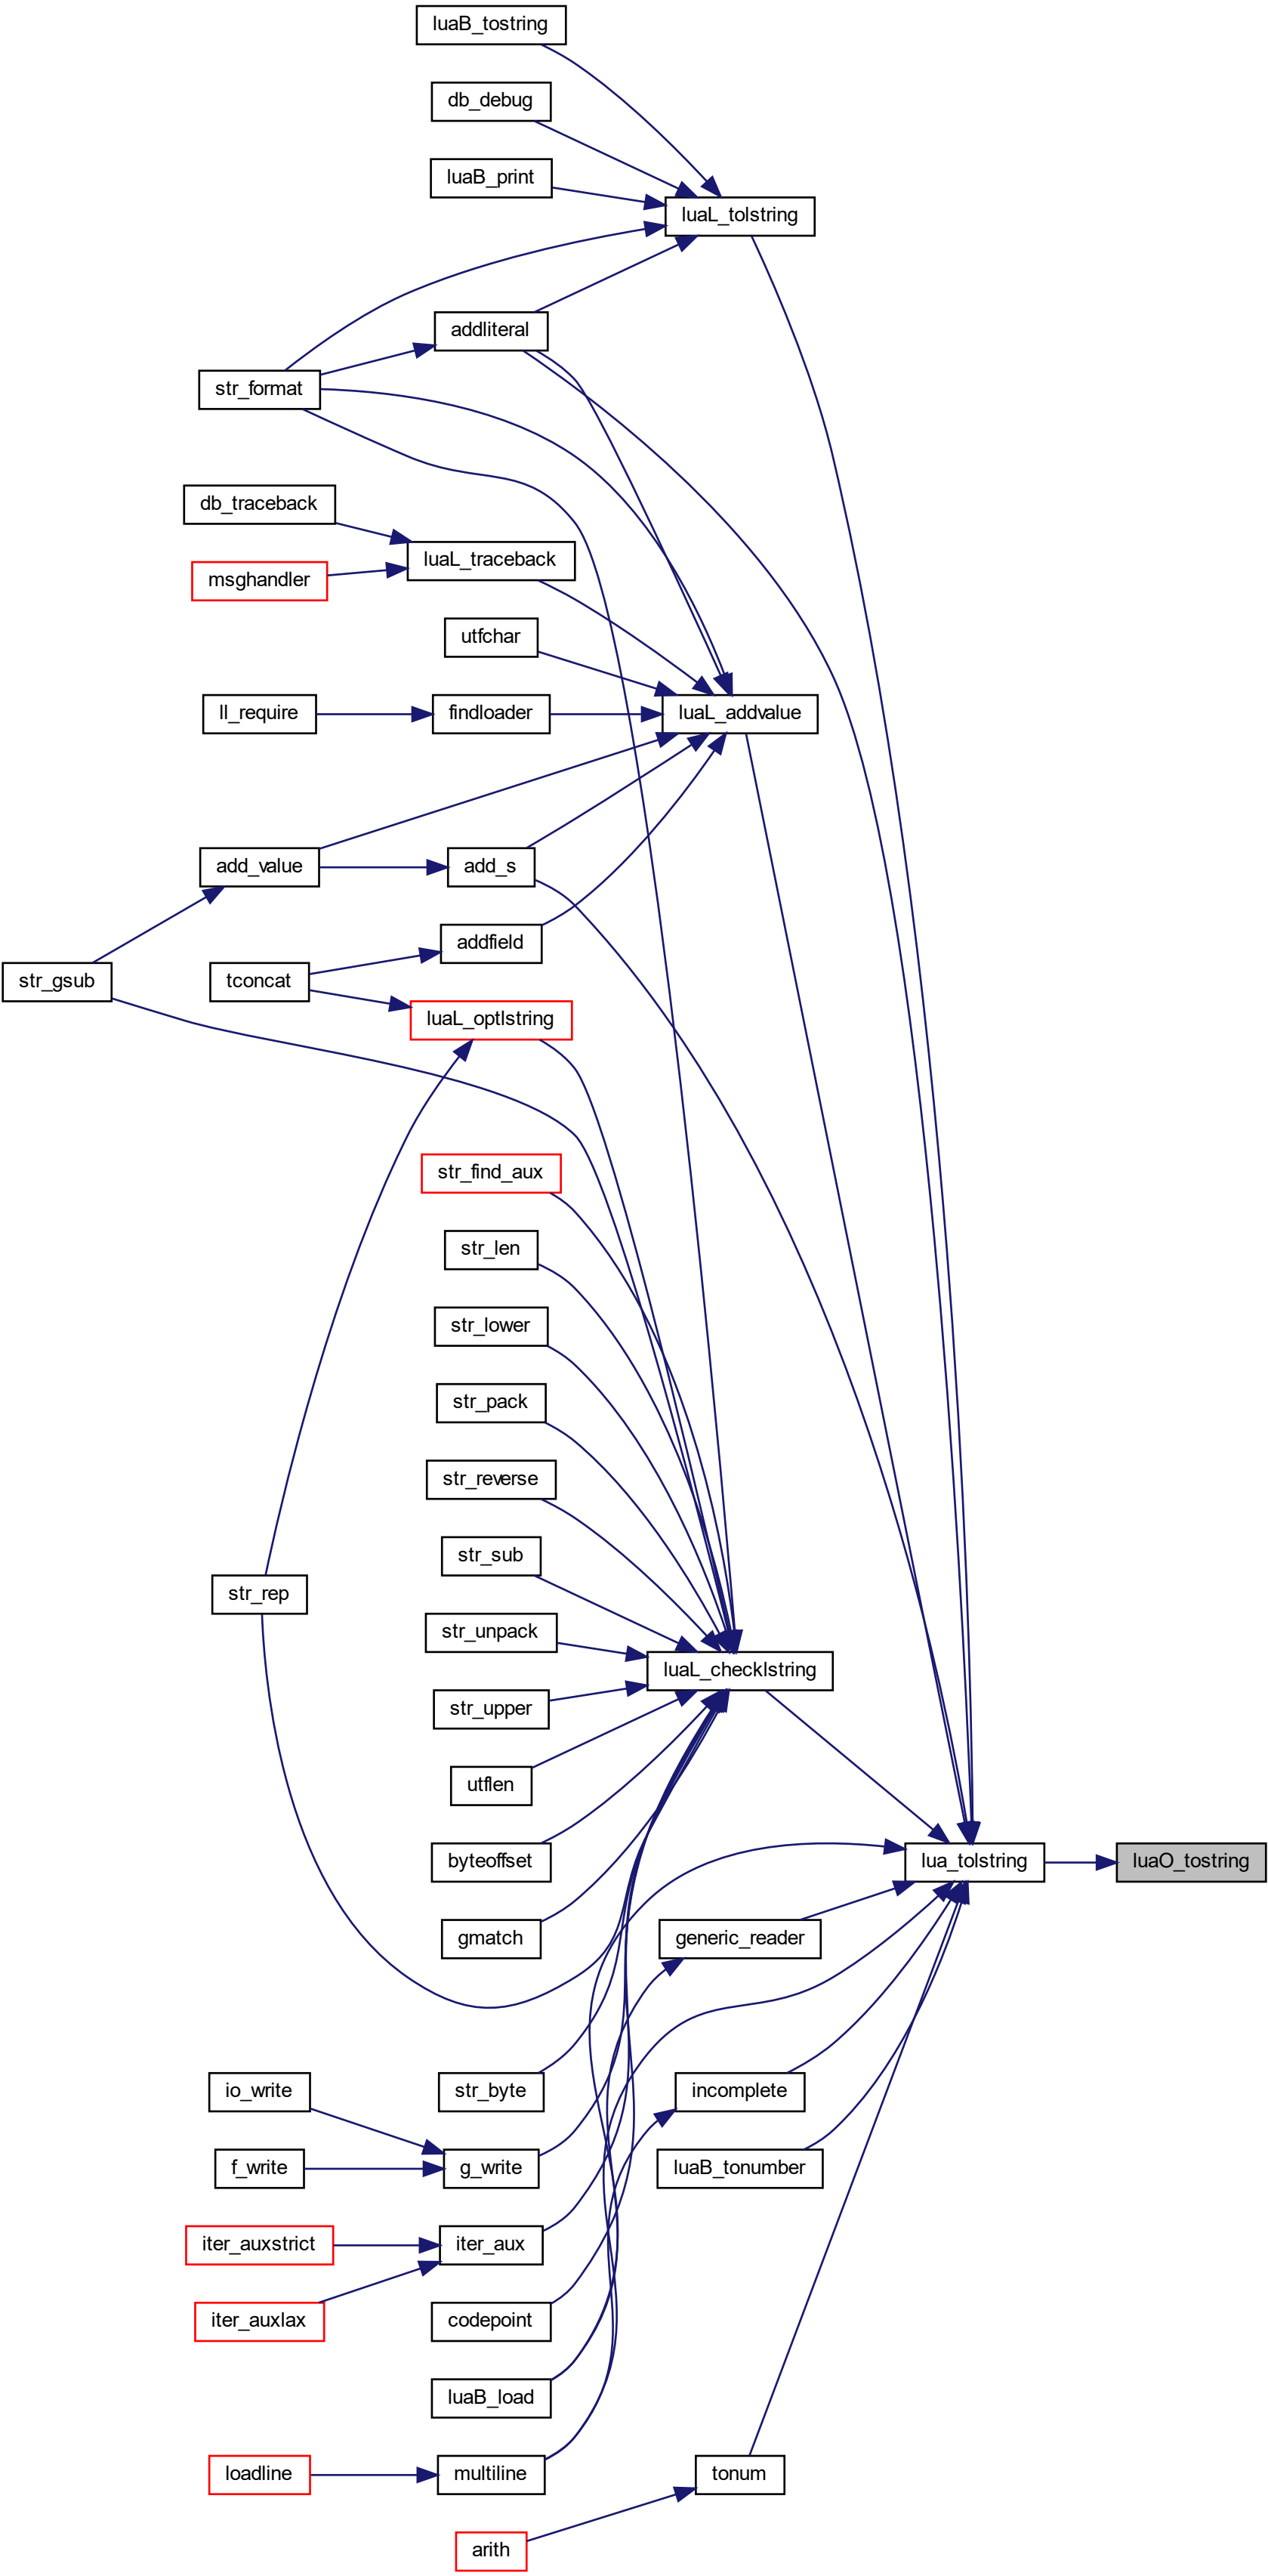 luaB_tostring
db_debug
luaB_print
luaL_tolstring
addliteral
str_format
db_traceback
luaL_traceback
msghandler
utfchar
ll_require
findloader
luaL_addvalue
add_value
add_s
addfield
str_gsub
tconcat
luaL_optlstring
str_find_aux
str_len
str_lower
str_pack
str_reverse
str_sub
str_rep
str_unpack
luaL_checklstring
str_upper
utflen
byteoffset
lua_tolstring
luaO_tostring
gmatch
generic_reader
io_write
str_byte
incomplete
f_write
g_write
luaB_tonumber
iter_auxstrict
iter_aux
iter_auxlax
codepoint
luaB_load
loadline
multiline
tonum
arith